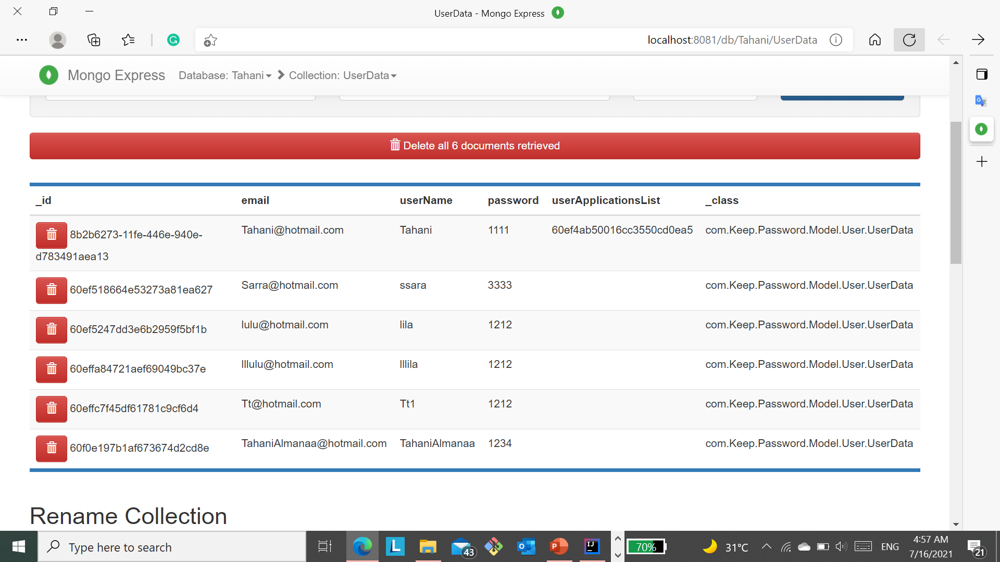 UserData - Mongo Express
localhost:8081/db/Tahani/UserData
Mongo Express Database: Tahani Collection: UserData
Delete all 6 documents retrieved
_id email userName password userApplicationsList _class
8b2b6273-11fe-446e-940e-d783491aea13 Tahani@hotmail.com Tahani 1111 60ef4ab50016cc3550cd0ea5 com.Keep.Password.Model.User.UserData
60ef518664e53273a81ea627 Sarra@hotmail.com ssara 3333 com.Keep.Password.Model.User.UserData
60ef5247dd3e6b2959f5bf1b lulu@hotmail.com lila 1212 com.Keep.Password.Model.User.UserData
60effa84721aef69049bc37e lllulu@hotmail.com lllila 1212 com.Keep.Password.Model.User.UserData
60effc7f45df61781c9cf6d4 Tt@hotmail.com Tt1 1212 com.Keep.Password.Model.User.UserData
60f0e197b1af673674d2cd8e TahaniAlmanaa@hotmail.com TahaniAlmanaa 1234 com.Keep.Password.Model.User.UserData
Rename Collection
Type here to search
43
70%
31°C
ENG
4:57 AM
7/16/2021
21